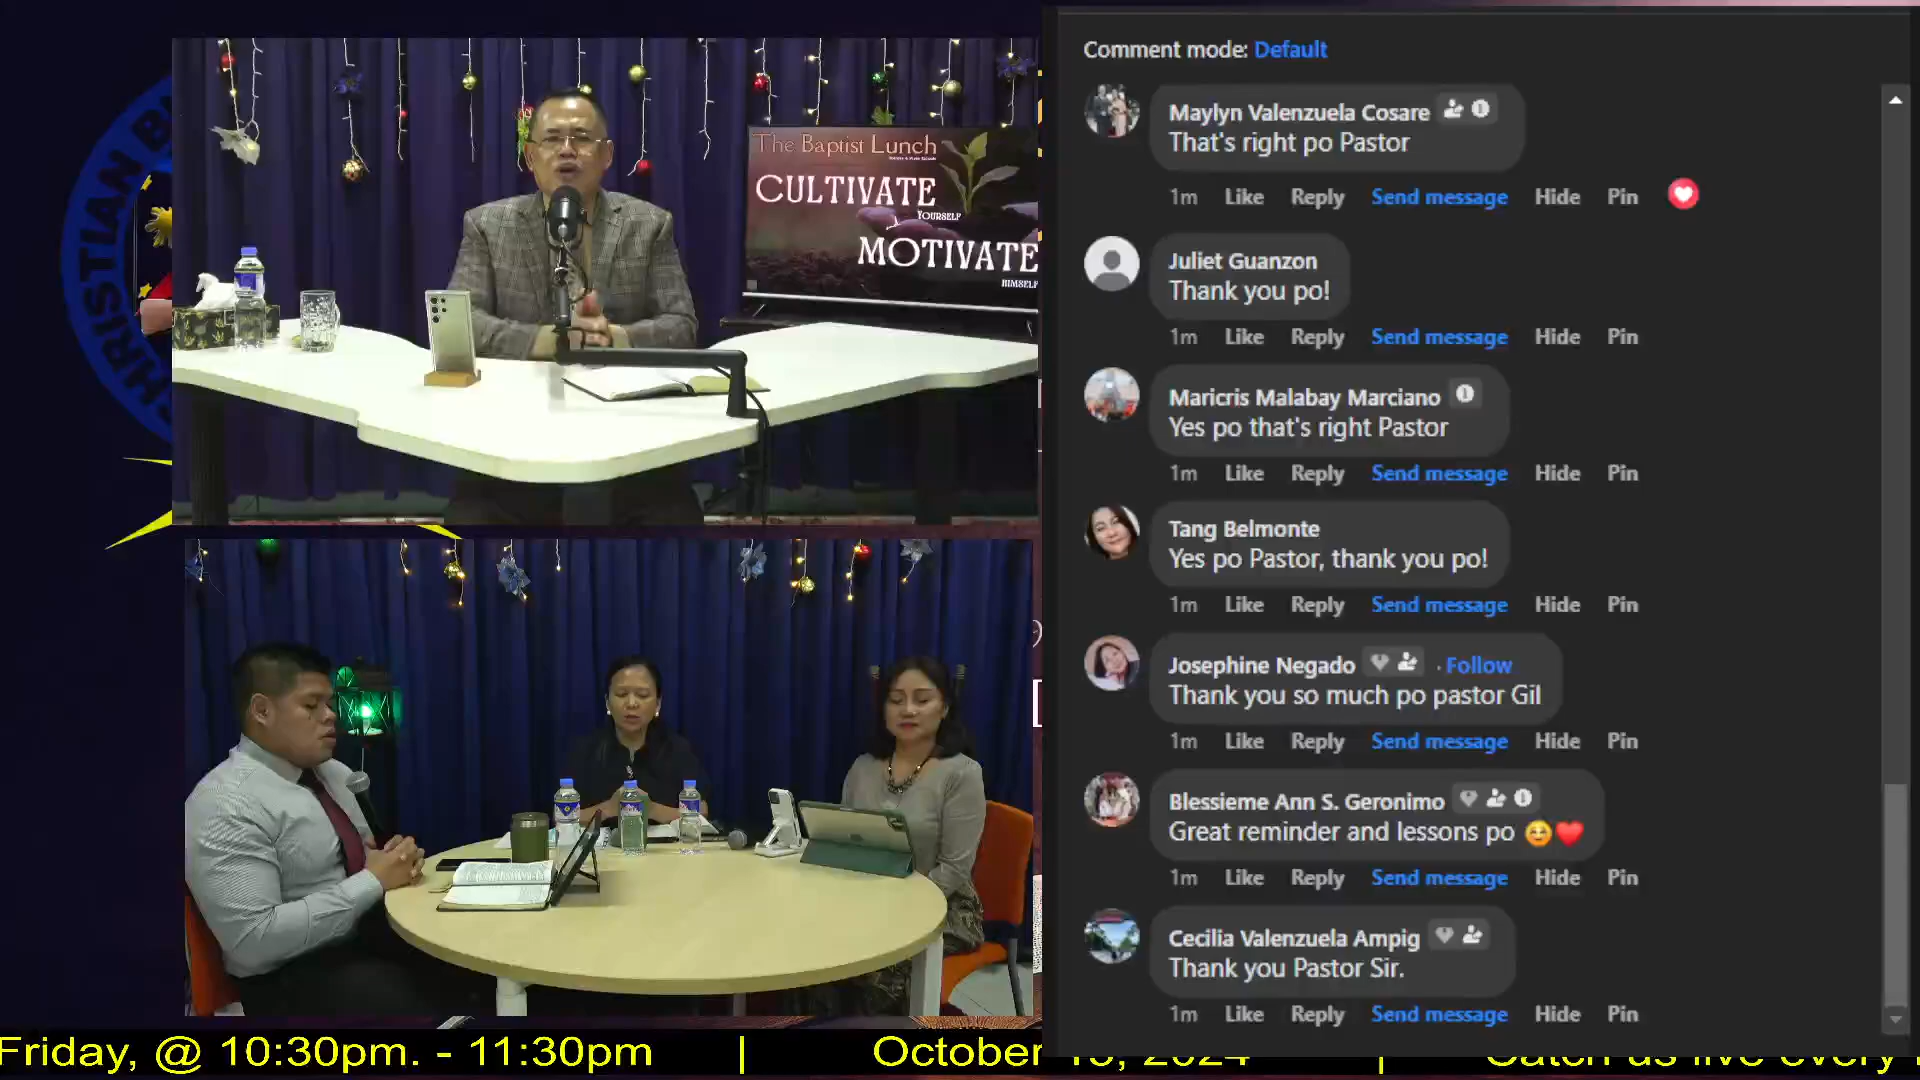 CHRISTIAN
The Baptist Lunch
CULTIVATE
YOURSELF
MOTIVATE
HIMSELF
Comment mode: Default
Maylyn Valenzuela Cosare
That's right po Pastor
1m Like Reply Send message Hide Pin
Juliet Guanzon
Thank you po!
1m Like Reply Send message Hide Pin
Maricris Malabay Marciano
Yes po that's right Pastor
1m Like Reply Send message Hide Pin
Tang Belmonte
Yes po Pastor, thank you po!
1m Like Reply Send message Hide Pin
Josephine Negado · Follow
Thank you so much po pastor Gil
1m Like Reply Send message Hide Pin
Blessieme Ann S. Geronimo
Great reminder and lessons po 😊❤️
1m Like Reply Send message Hide Pin
Cecilia Valenzuela Ampig
Thank you Pastor Sir.
1m Like Reply Send message Hide Pin
Friday, @ 10:30pm. - 11:30pm | October 2024 | Catch us live every